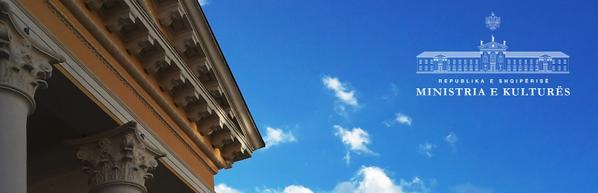 REPUBLIKA E SHQIPËRISË
MINISTRIA E KULTURËS